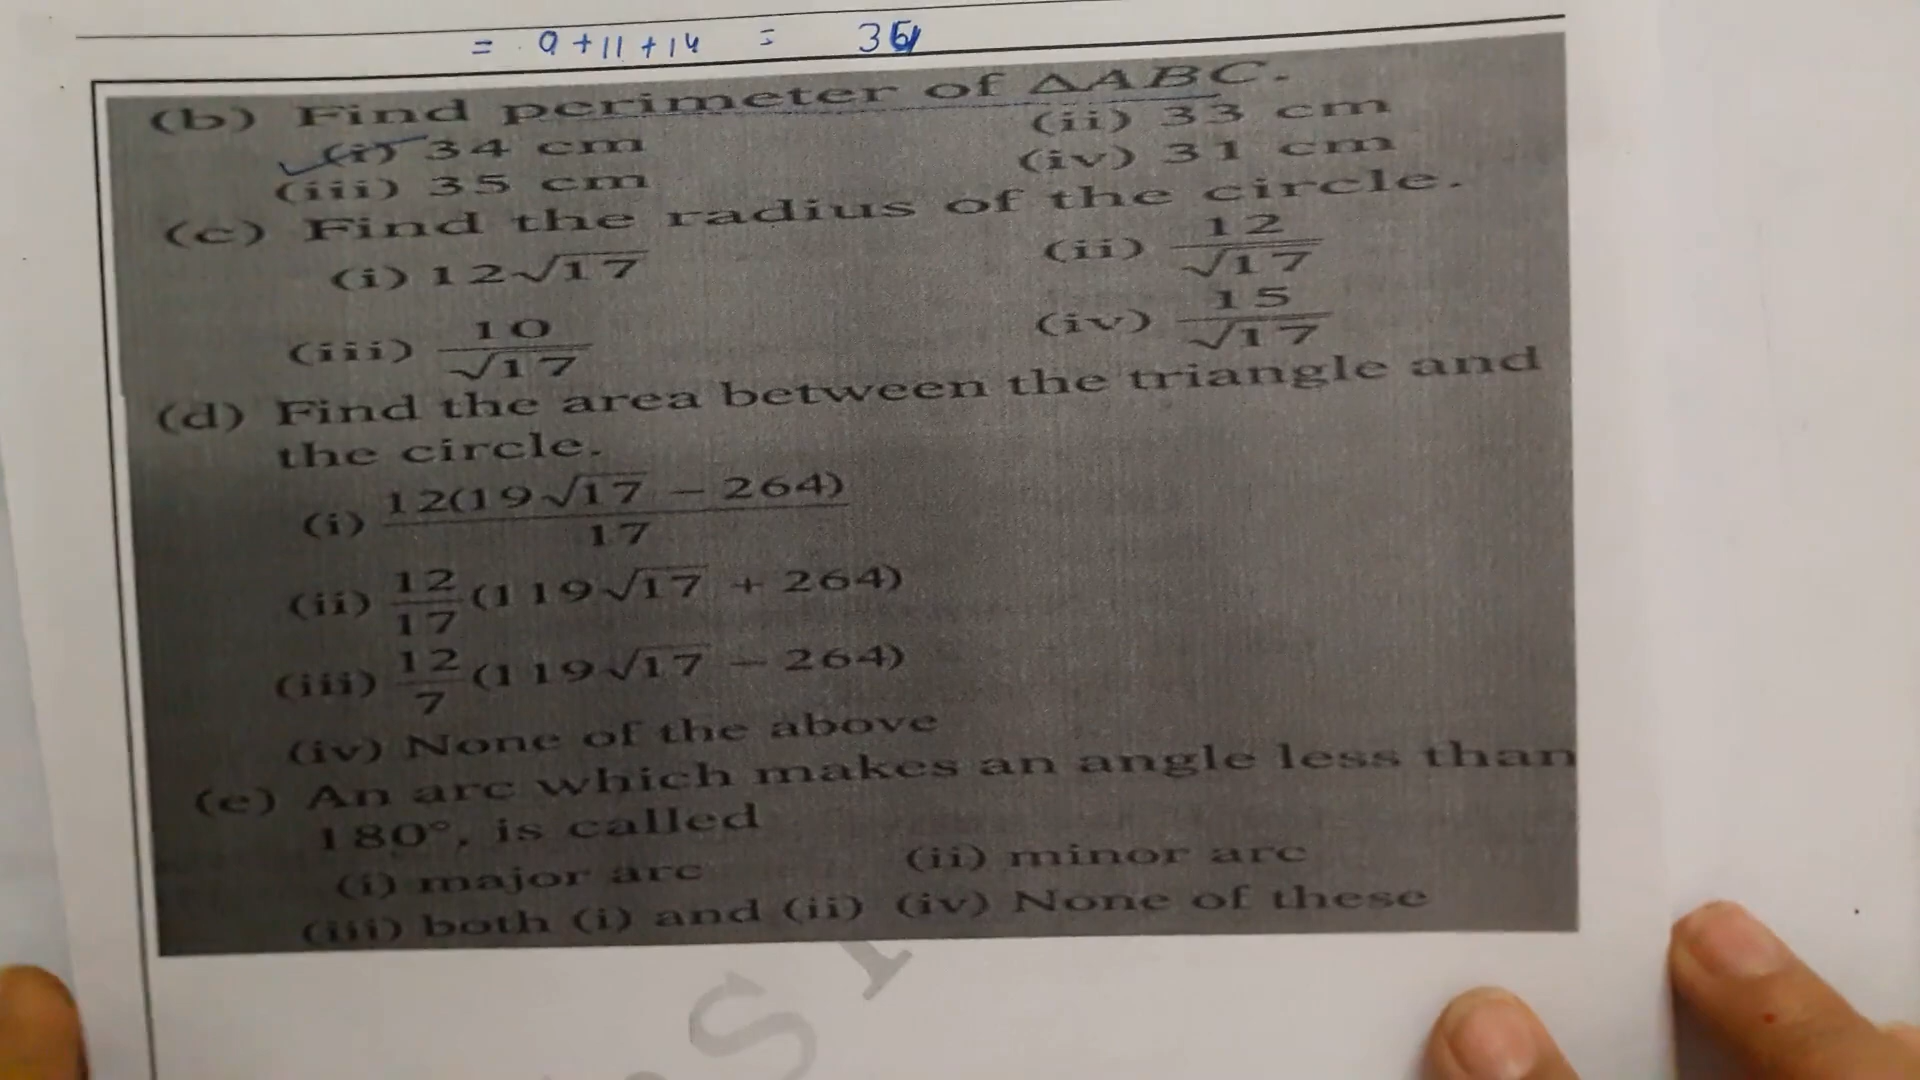 = 9 + 11 + 14 = 34
(b) Find perimeter of △ABC.
(i) 34 cm (ii) 33 cm
(iii) 35 cm (iv) 31 cm
(c) Find the radius of the circle.
(i) 12√17 (ii) 12/√17
(iii) 10/√17 (iv) 15/√17
(d) Find the area between the triangle and
the circle.
(i) 12(19√17 − 264)/17
(ii) 12/17 (119√17 + 264)
(iii) 12/7 (119√17 − 264)
(iv) None of the above
(e) An arc which makes an angle less than
180°, is called
(i) major arc (ii) minor arc
(iii) both (i) and (ii) (iv) None of these